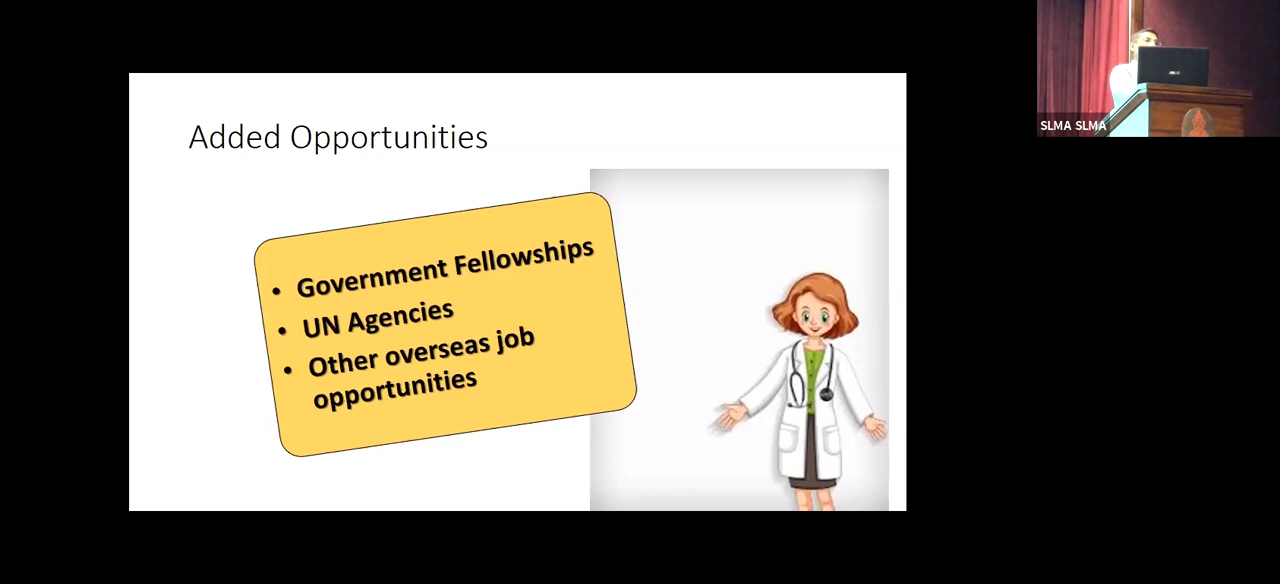 Added Opportunities
• Government Fellowships
• UN Agencies
• Other overseas job
opportunities
SLMA SLMA